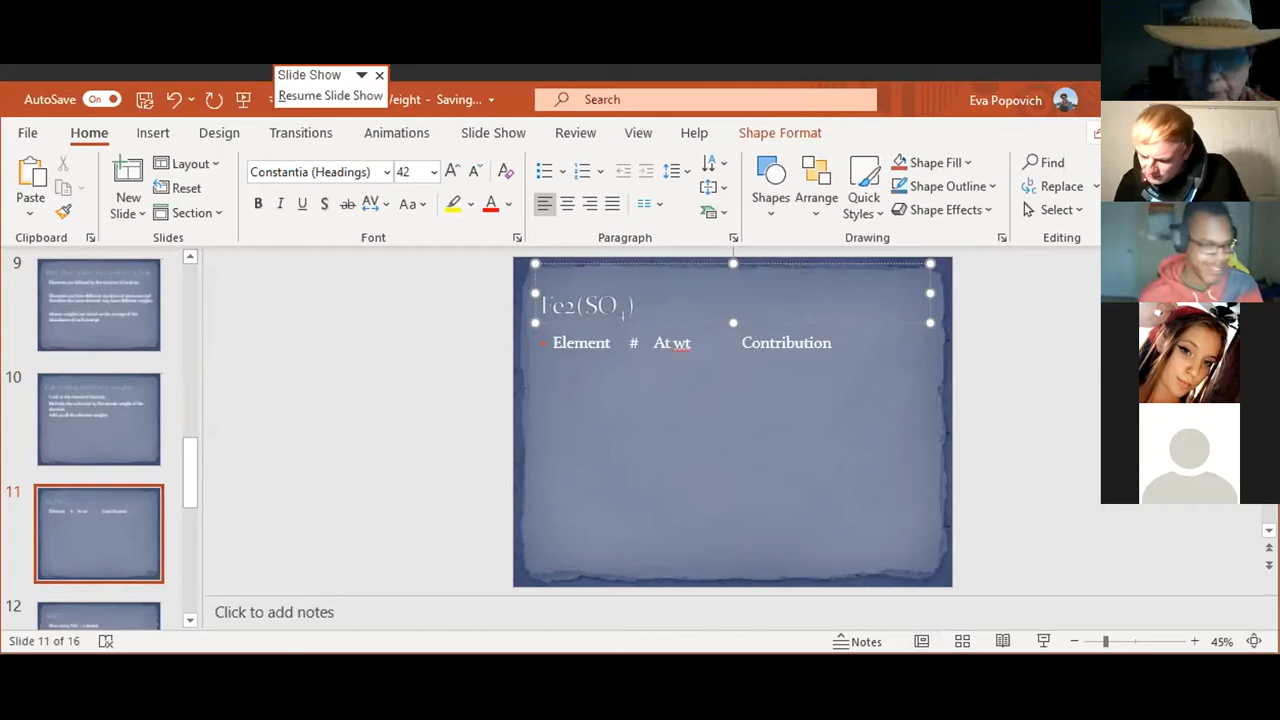 Slide Show
Resume Slide Show
AutoSave On
eight - Saving...
Search
Eva Popovich
File Home Insert Design Transitions Animations Slide Show Review View Help Shape Format
Paste
New Slide
Layout
Reset
Section
Constantia (Headings) 42
Shapes Arrange Quick Styles
Shape Fill
Shape Outline
Shape Effects
Find
Replace
Select
Clipboard Slides Font Paragraph Drawing Editing
9
10
11
12
Fe2(SO4)
Element # At wt Contribution
Click to add notes
Slide 11 of 16
Notes
45%